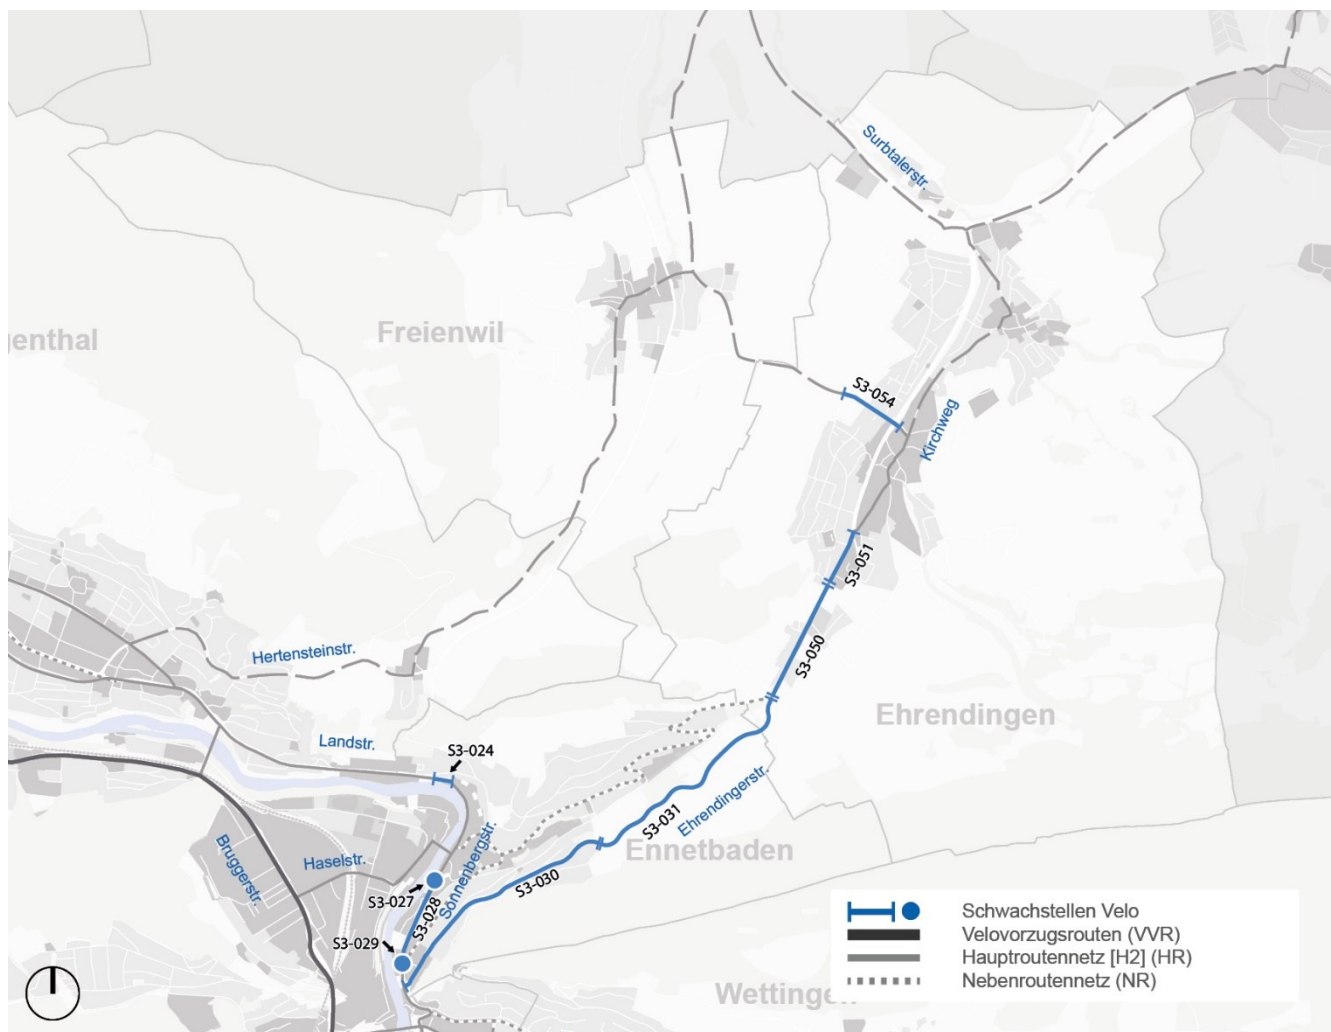 Surbtalerstr.
genthal
Freienwil
S3-054
Kirchweg
S3-051
Hertensteinstr.
S3-050
Ehrendingen
Landstr.
S3-024
S3-031
Ehrendingerstr.
Bruggerstr.
Haselstr.
Sonnenbergstr.
Ennetbaden
S3-030
S3-027
S3-028
S3-029
Wettingen
Schwachstellen Velo
Velovorzugsrouten (VVR)
Hauptroutennetz [H2] (HR)
Nebenroutennetz (NR)